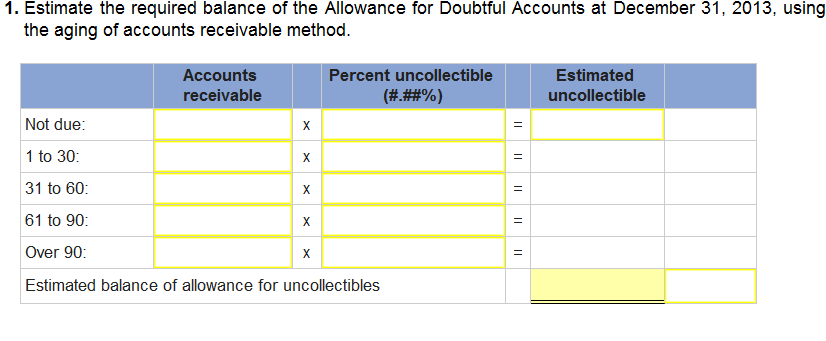 1. Estimate the required balance of the Allowance for Doubtful Accounts at December 31, 2013, using
the aging of accounts receivable method.
Accounts receivable Percent uncollectible (#.##%) Estimated uncollectible
Not due: x =
1 to 30: x =
31 to 60: x =
61 to 90: x =
Over 90: x =
Estimated balance of allowance for uncollectibles